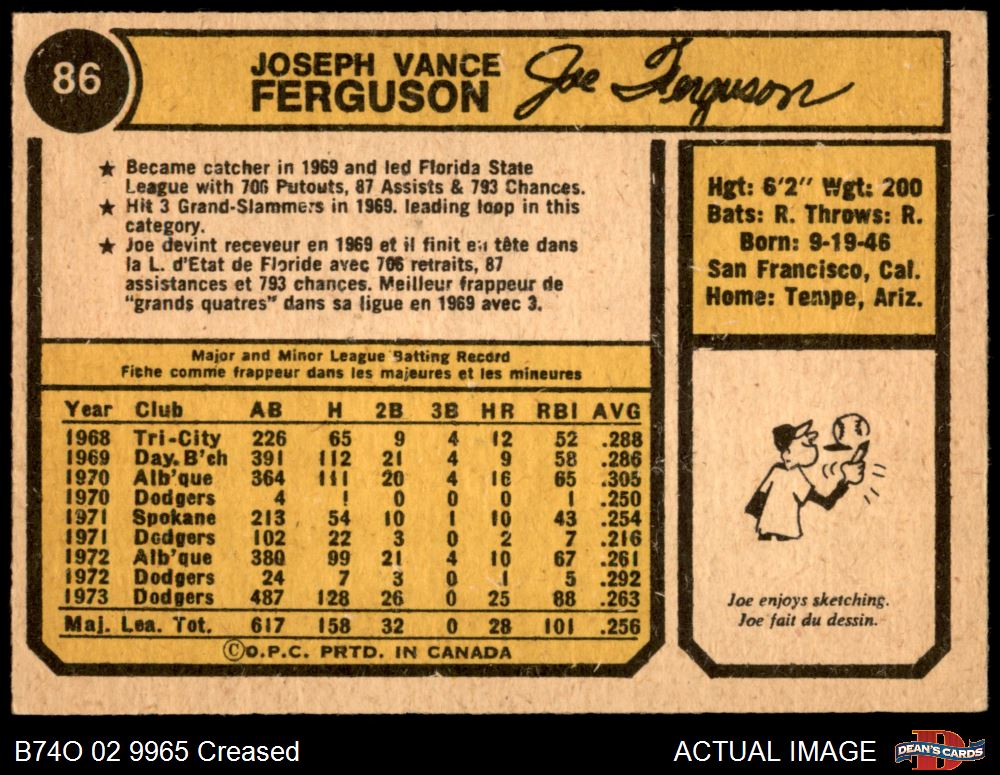 86
JOSEPH VANCE
FERGUSON
Joe Ferguson
★ Became catcher in 1969 and led Florida State
League with 706 Putouts, 87 Assists & 793 Chances.
★ Hit 3 Grand-Slammers in 1969. leading loop in this
category.
★ Joe devint receveur en 1969 et il finit en tête dans
la L. d'Etat de Floride avec 706 retraits, 87
assistances et 793 chances. Meilleur frappeur de
"grands quatres" dans sa ligue en 1969 avec 3.
Hgt: 6'2" Wgt: 200
Bats: R. Throws: R.
Born: 9-19-46
San Francisco, Cal.
Home: Tempe, Ariz.
Major and Minor League Batting Record
Fiche comme frappeur dans les majeures et les mineures
Year Club AB H 2B 3B HR RBI AVG
1968 Tri-City 226 65 9 4 12 52 .288
1969 Day. B'ch 391 112 21 4 9 58 .286
1970 Alb'que 364 111 20 4 16 65 .305
1970 Dodgers 4 1 0 0 0 1 .250
1971 Spokane 213 54 10 1 10 43 .254
1971 Dodgers 102 22 3 0 2 7 .216
1972 Alb'que 380 99 21 4 10 67 .261
1972 Dodgers 24 7 3 0 1 5 .292
1973 Dodgers 487 128 26 0 25 88 .263
Maj. Lea. Tot. 617 158 32 0 28 101 .256
©O.P.C. PRTD. IN CANADA
Joe enjoys sketching.
Joe fait du dessin.
B74O 02 9965 Creased
ACTUAL IMAGE
DEAN'S CARDS